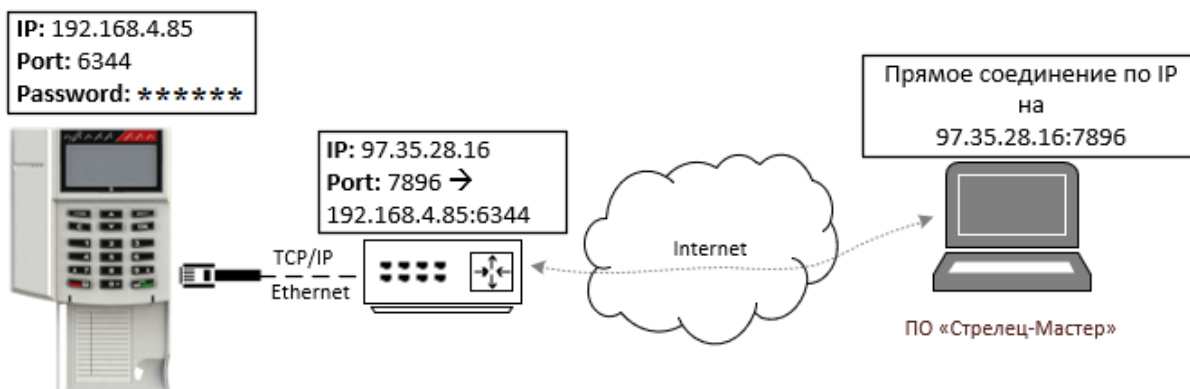 IP: 192.168.4.85
Port: 6344
Password: ******
IP: 97.35.28.16
Port: 7896 →
192.168.4.85:6344
Прямое соединение по IP
на
97.35.28.16:7896
TCP/IP
Ethernet
Internet
ПО «Стрелец-Мастер»